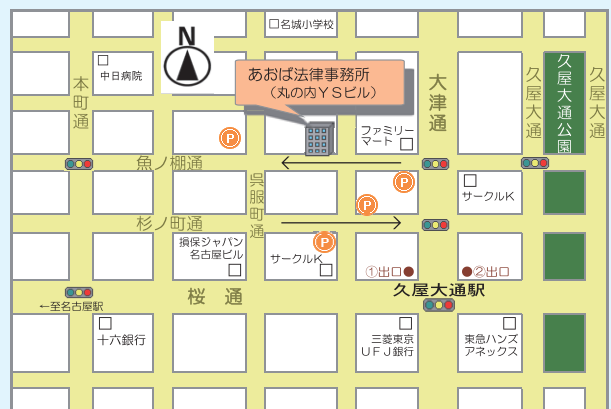 名城小学校
N
中日病院
本町通
あおば法律事務所
（丸の内ＹＳビル）
大津通
久屋大通
久屋大通公園
久屋大通
P
ファミリー
マート
魚ノ棚通
呉服町通
P
P
サークルK
杉ノ町通
損保ジャパン
名古屋ビル
サークルK
P
①出口
②出口
久屋大通駅
桜通
←至名古屋駅
十六銀行
三菱東京
ＵＦＪ銀行
東急ハンズ
アネックス